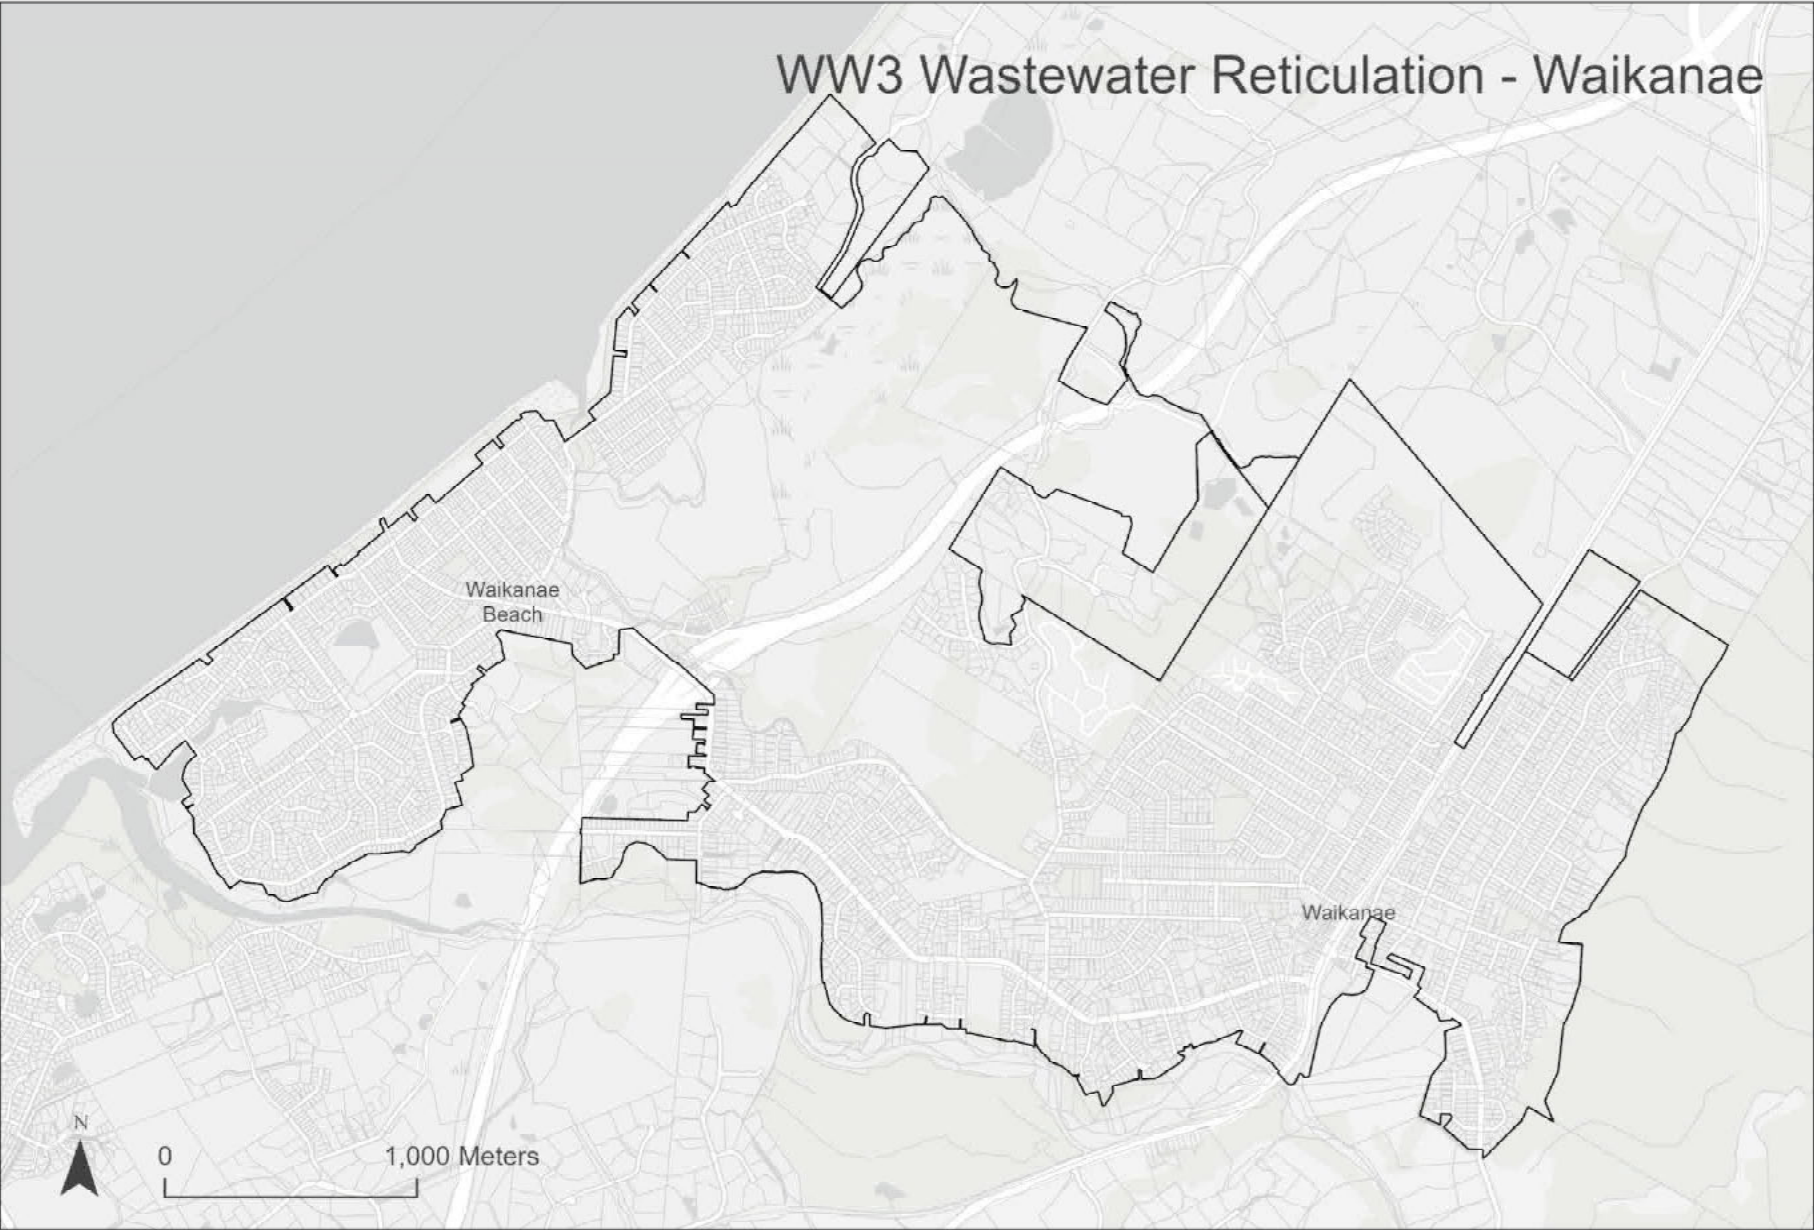 WW3 Wastewater Reticulation - Waikanae
Waikanae
Beach
Waikanae
N
0
1,000 Meters